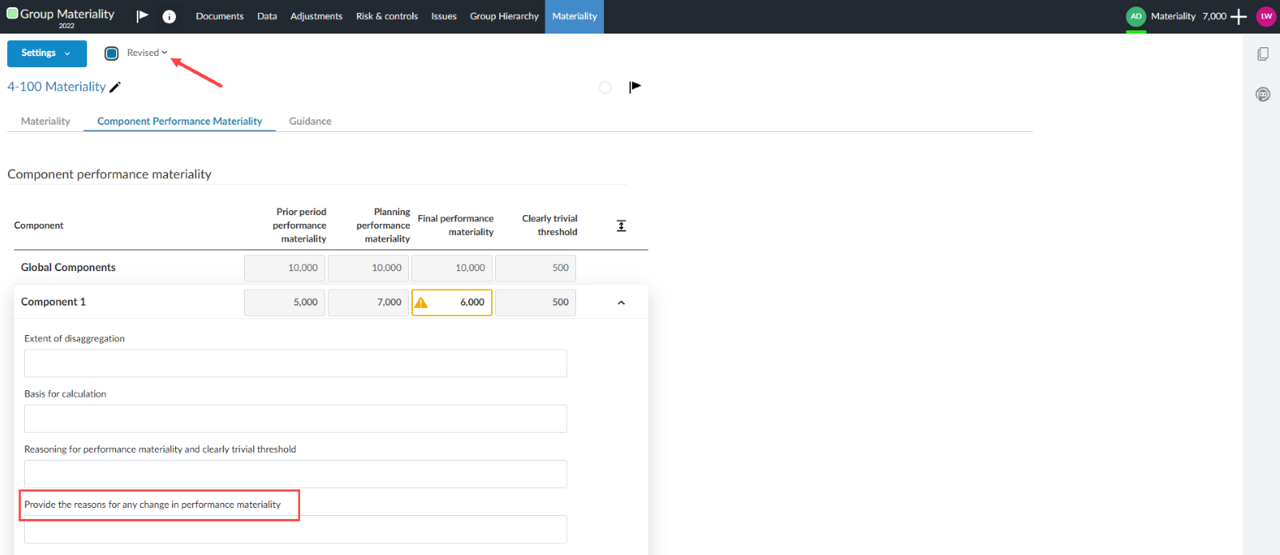 Group Materiality
2022
Documents Data Adjustments Risk & controls Issues Group Hierarchy Materiality
AD Materiality 7,000 LW
Settings Revised
4-100 Materiality
Materiality Component Performance Materiality Guidance
Component performance materiality
Component
Prior period performance materiality
Planning performance materiality
Final performance materiality
Clearly trivial threshold
Global Components 10,000 10,000 10,000 500
Component 1 5,000 7,000 6,000 500
Extent of disaggregation
Basis for calculation
Reasoning for performance materiality and clearly trivial threshold
Provide the reasons for any change in performance materiality